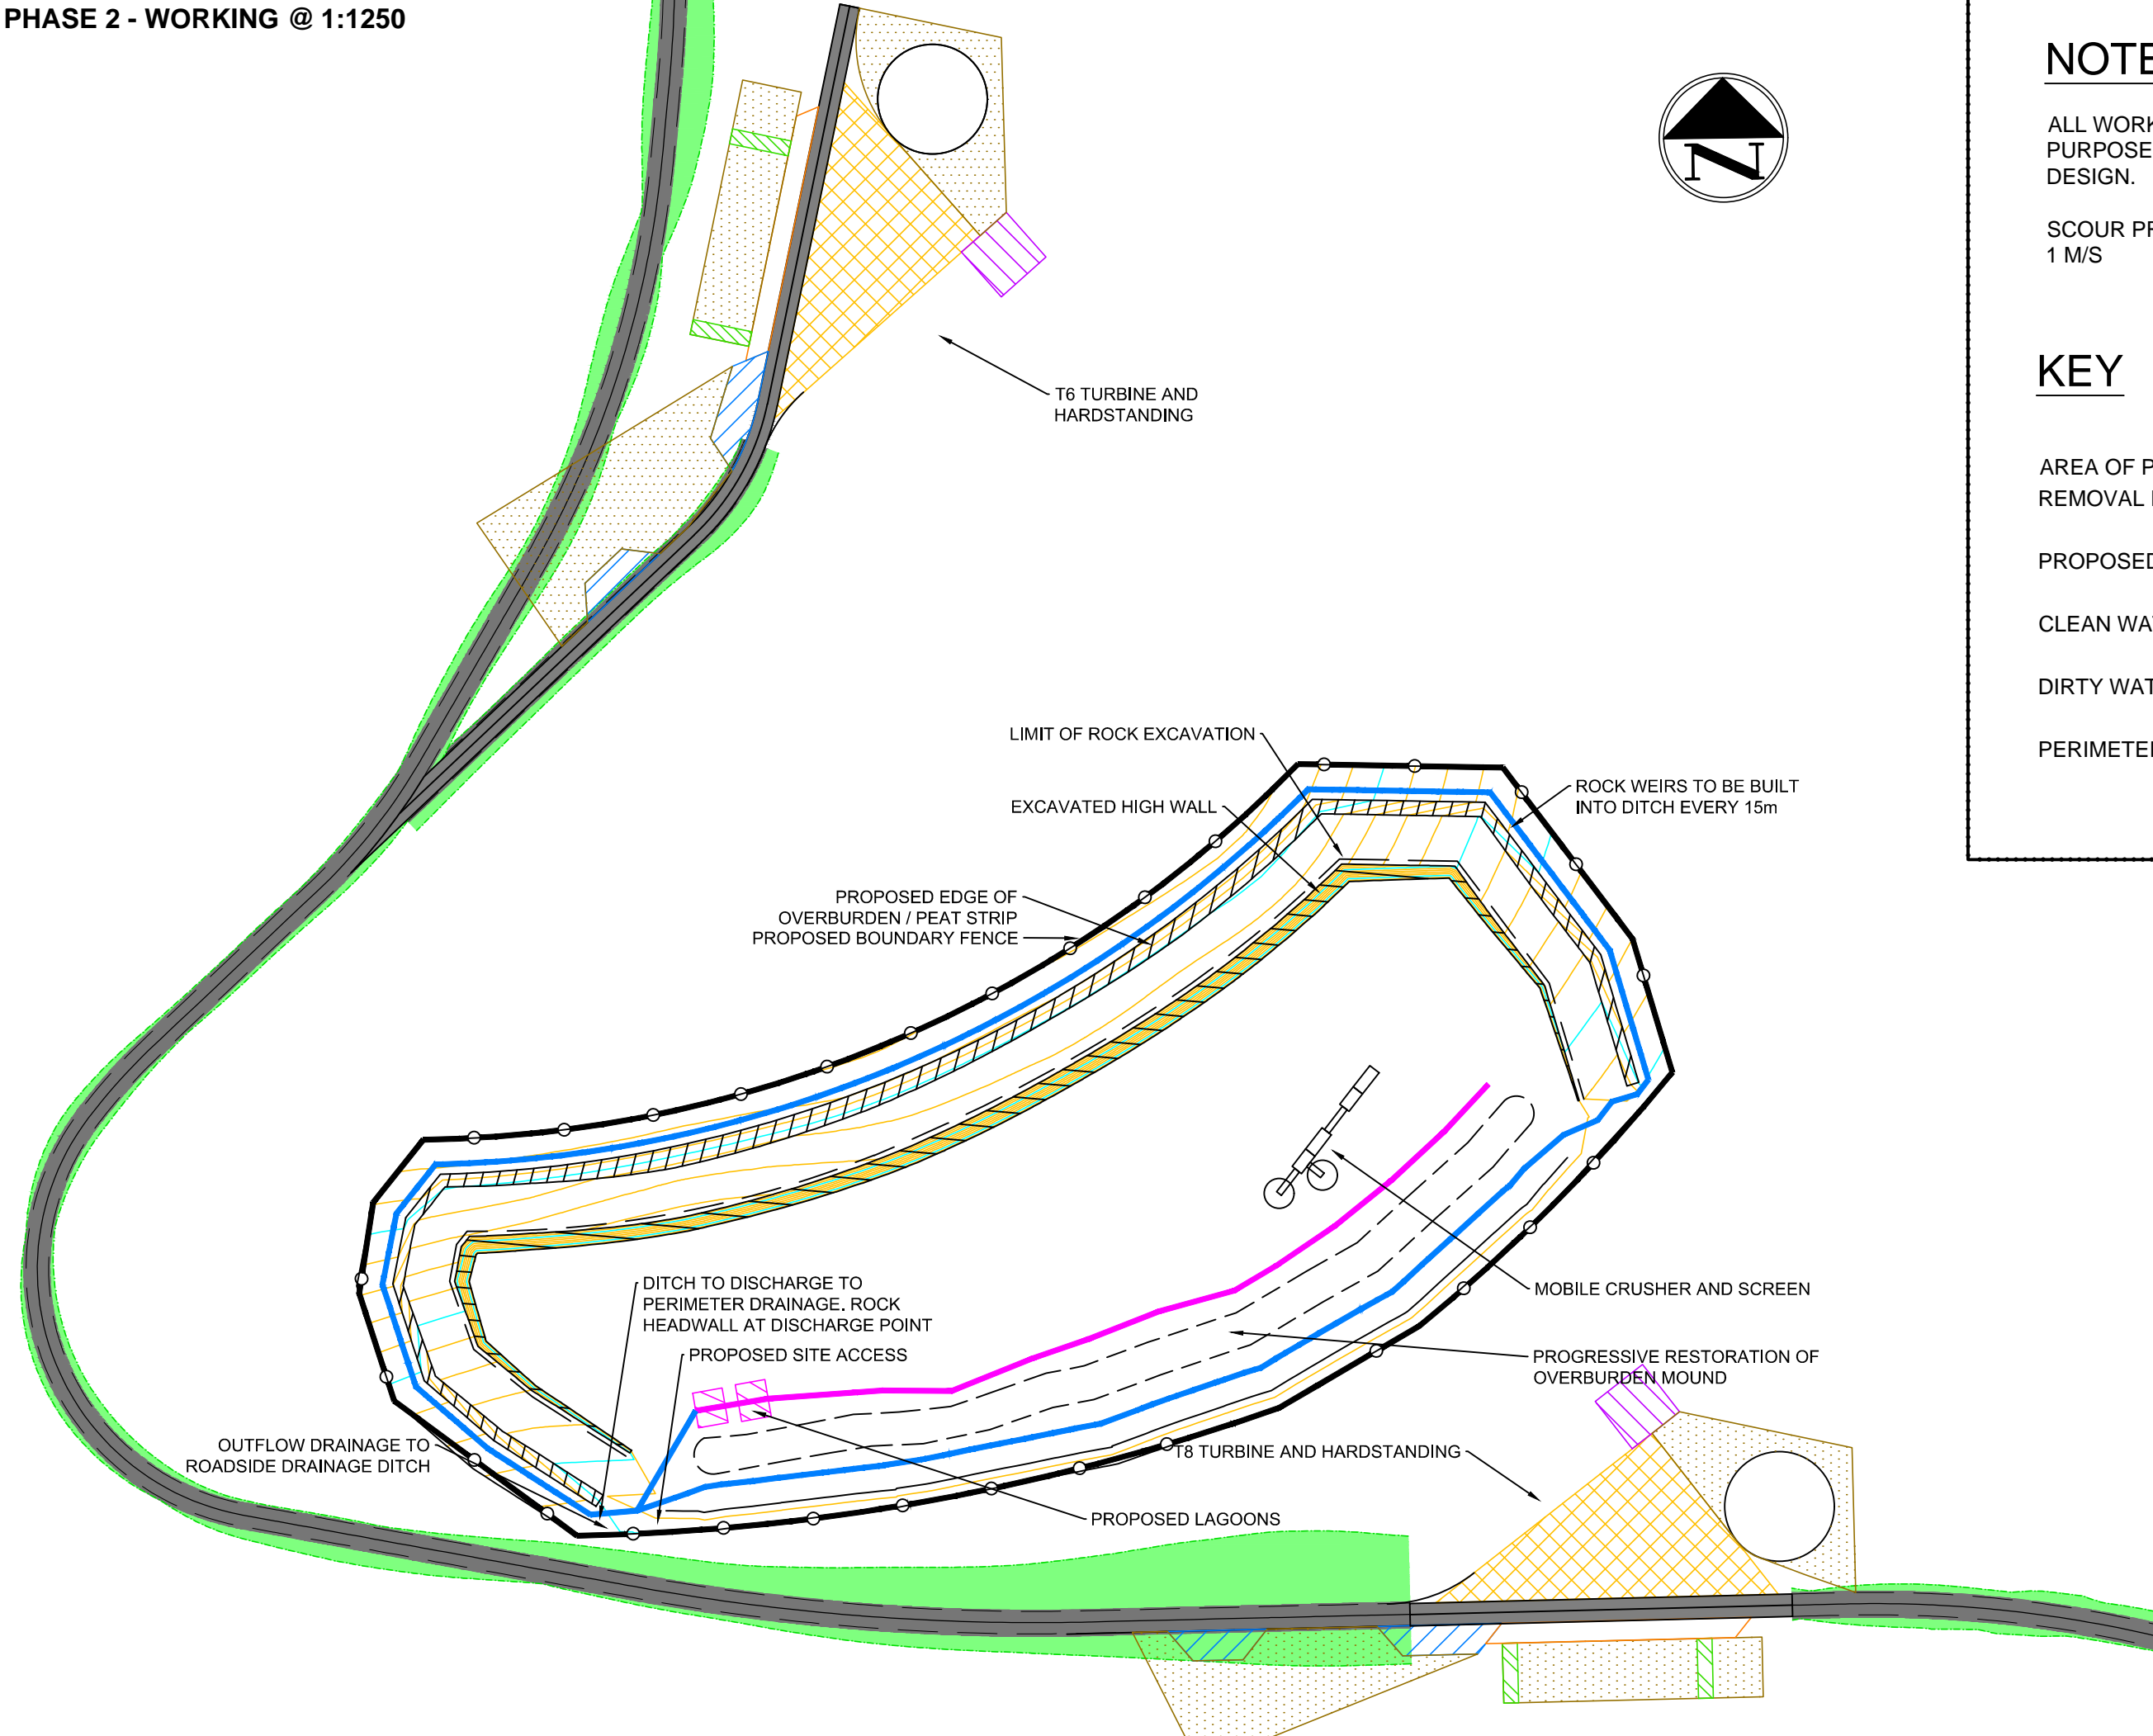 PHASE 2 - WORKING @ 1:1250
N
NOTE
ALL WORK
PURPOSE
DESIGN.
SCOUR PR
1 M/S
KEY
AREA OF P
REMOVAL
PROPOSED
CLEAN WAT
DIRTY WAT
PERIMETER
T6 TURBINE AND
HARDSTANDING
LIMIT OF ROCK EXCAVATION
EXCAVATED HIGH WALL
ROCK WEIRS TO BE BUILT
INTO DITCH EVERY 15m
PROPOSED EDGE OF
OVERBURDEN / PEAT STRIP
PROPOSED BOUNDARY FENCE
DITCH TO DISCHARGE TO
PERIMETER DRAINAGE. ROCK
HEADWALL AT DISCHARGE POINT
PROPOSED SITE ACCESS
MOBILE CRUSHER AND SCREEN
PROGRESSIVE RESTORATION OF
OVERBURDEN MOUND
OUTFLOW DRAINAGE TO
ROADSIDE DRAINAGE DITCH
T8 TURBINE AND HARDSTANDING
PROPOSED LAGOONS